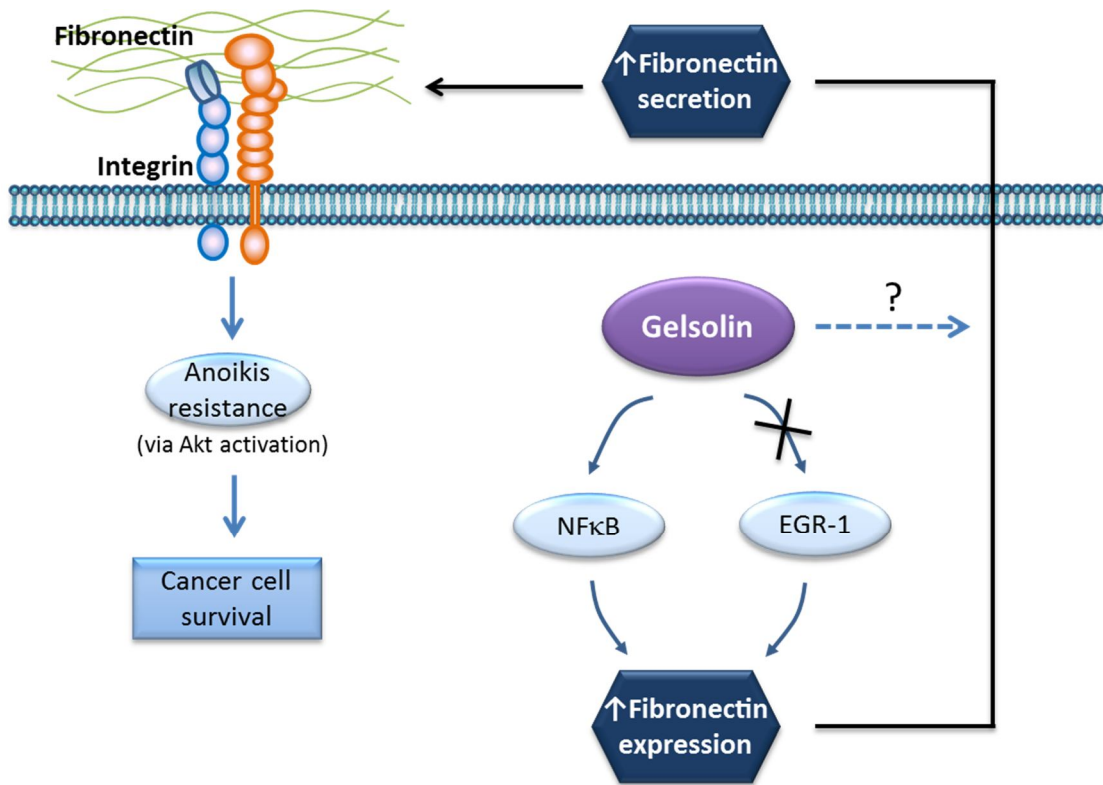 Fibronectin
↑Fibronectin
secretion
Integrin
?
Gelsolin
Anoikis
resistance
(via Akt activation)
NFκB
EGR-1
Cancer cell
survival
↑Fibronectin
expression